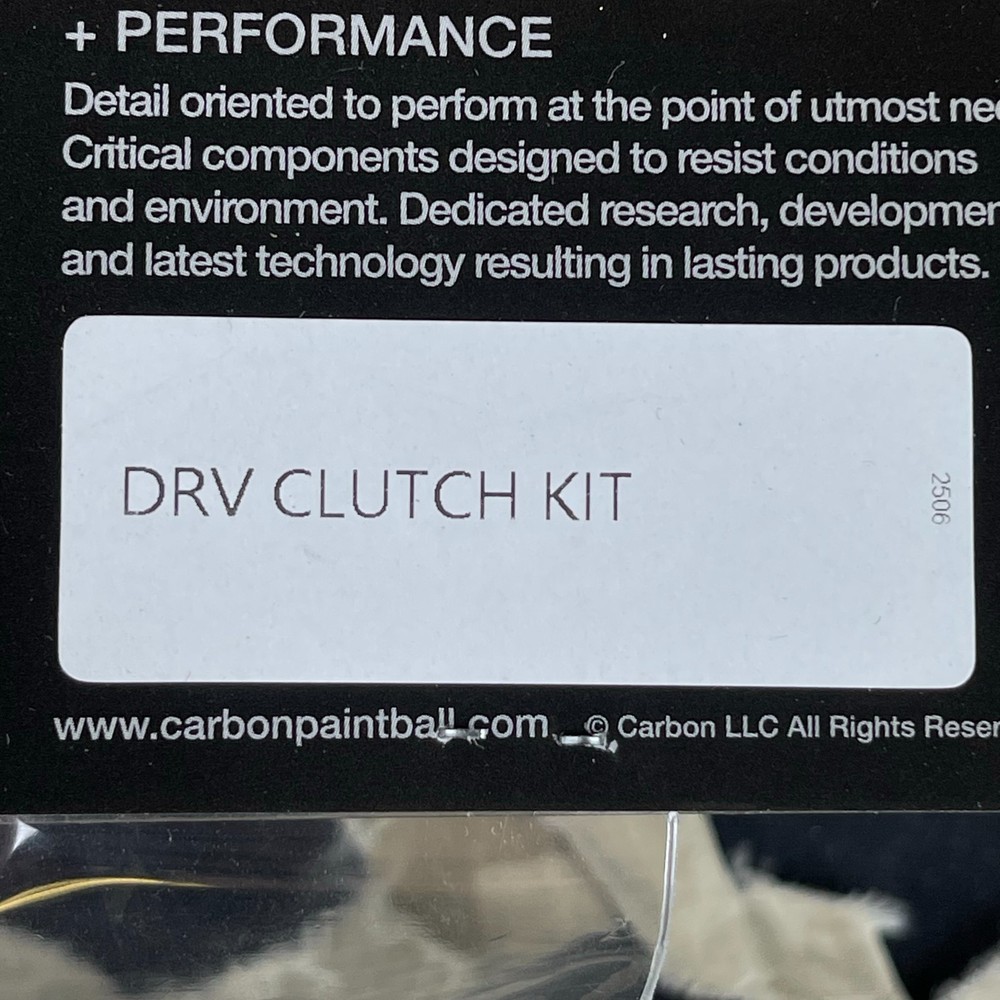 + PERFORMANCE
Detail oriented to perform at the point of utmost
Critical components designed to resist conditions
and environment. Dedicated research,
and latest technology resulting in lasting products.
DRV CLUTCH KIT
2506
www.carbonpaintball.com
© Carbon LLC All Rights